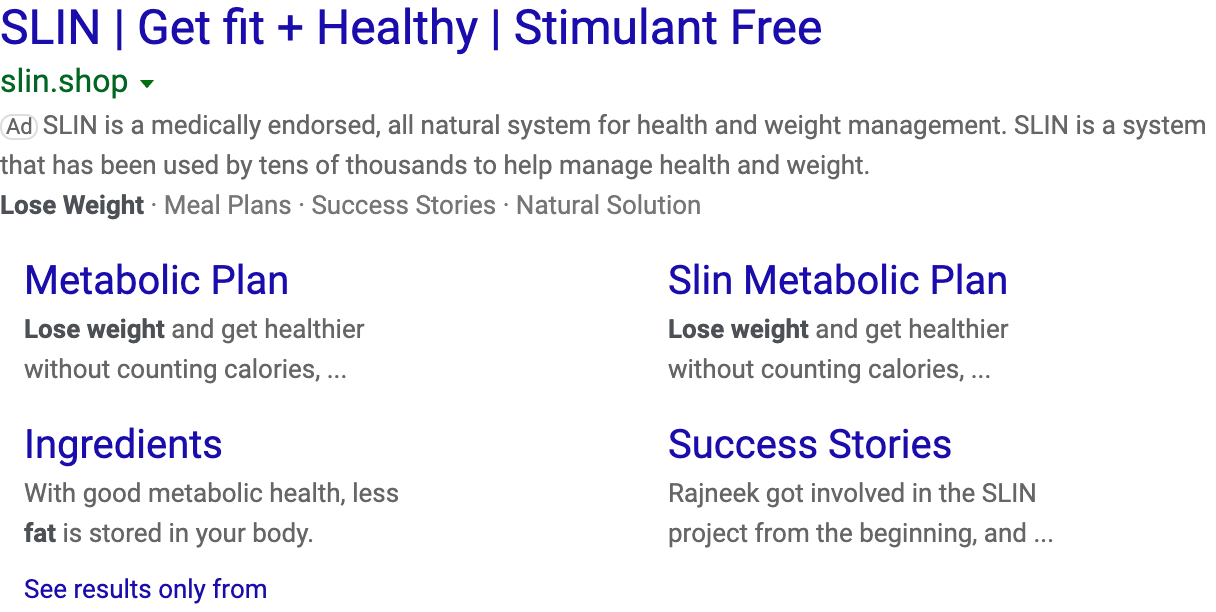 SLIN | Get fit + Healthy | Stimulant Free
slin.shop
Ad SLIN is a medically endorsed, all natural system for health and weight management. SLIN is a system
that has been used by tens of thousands to help manage health and weight.
Lose Weight · Meal Plans · Success Stories · Natural Solution
Metabolic Plan
Lose weight and get healthier
without counting calories, ...
Slin Metabolic Plan
Lose weight and get healthier
without counting calories, ...
Ingredients
With good metabolic health, less
fat is stored in your body.
Success Stories
Rajneek got involved in the SLIN
project from the beginning, and ...
See results only from